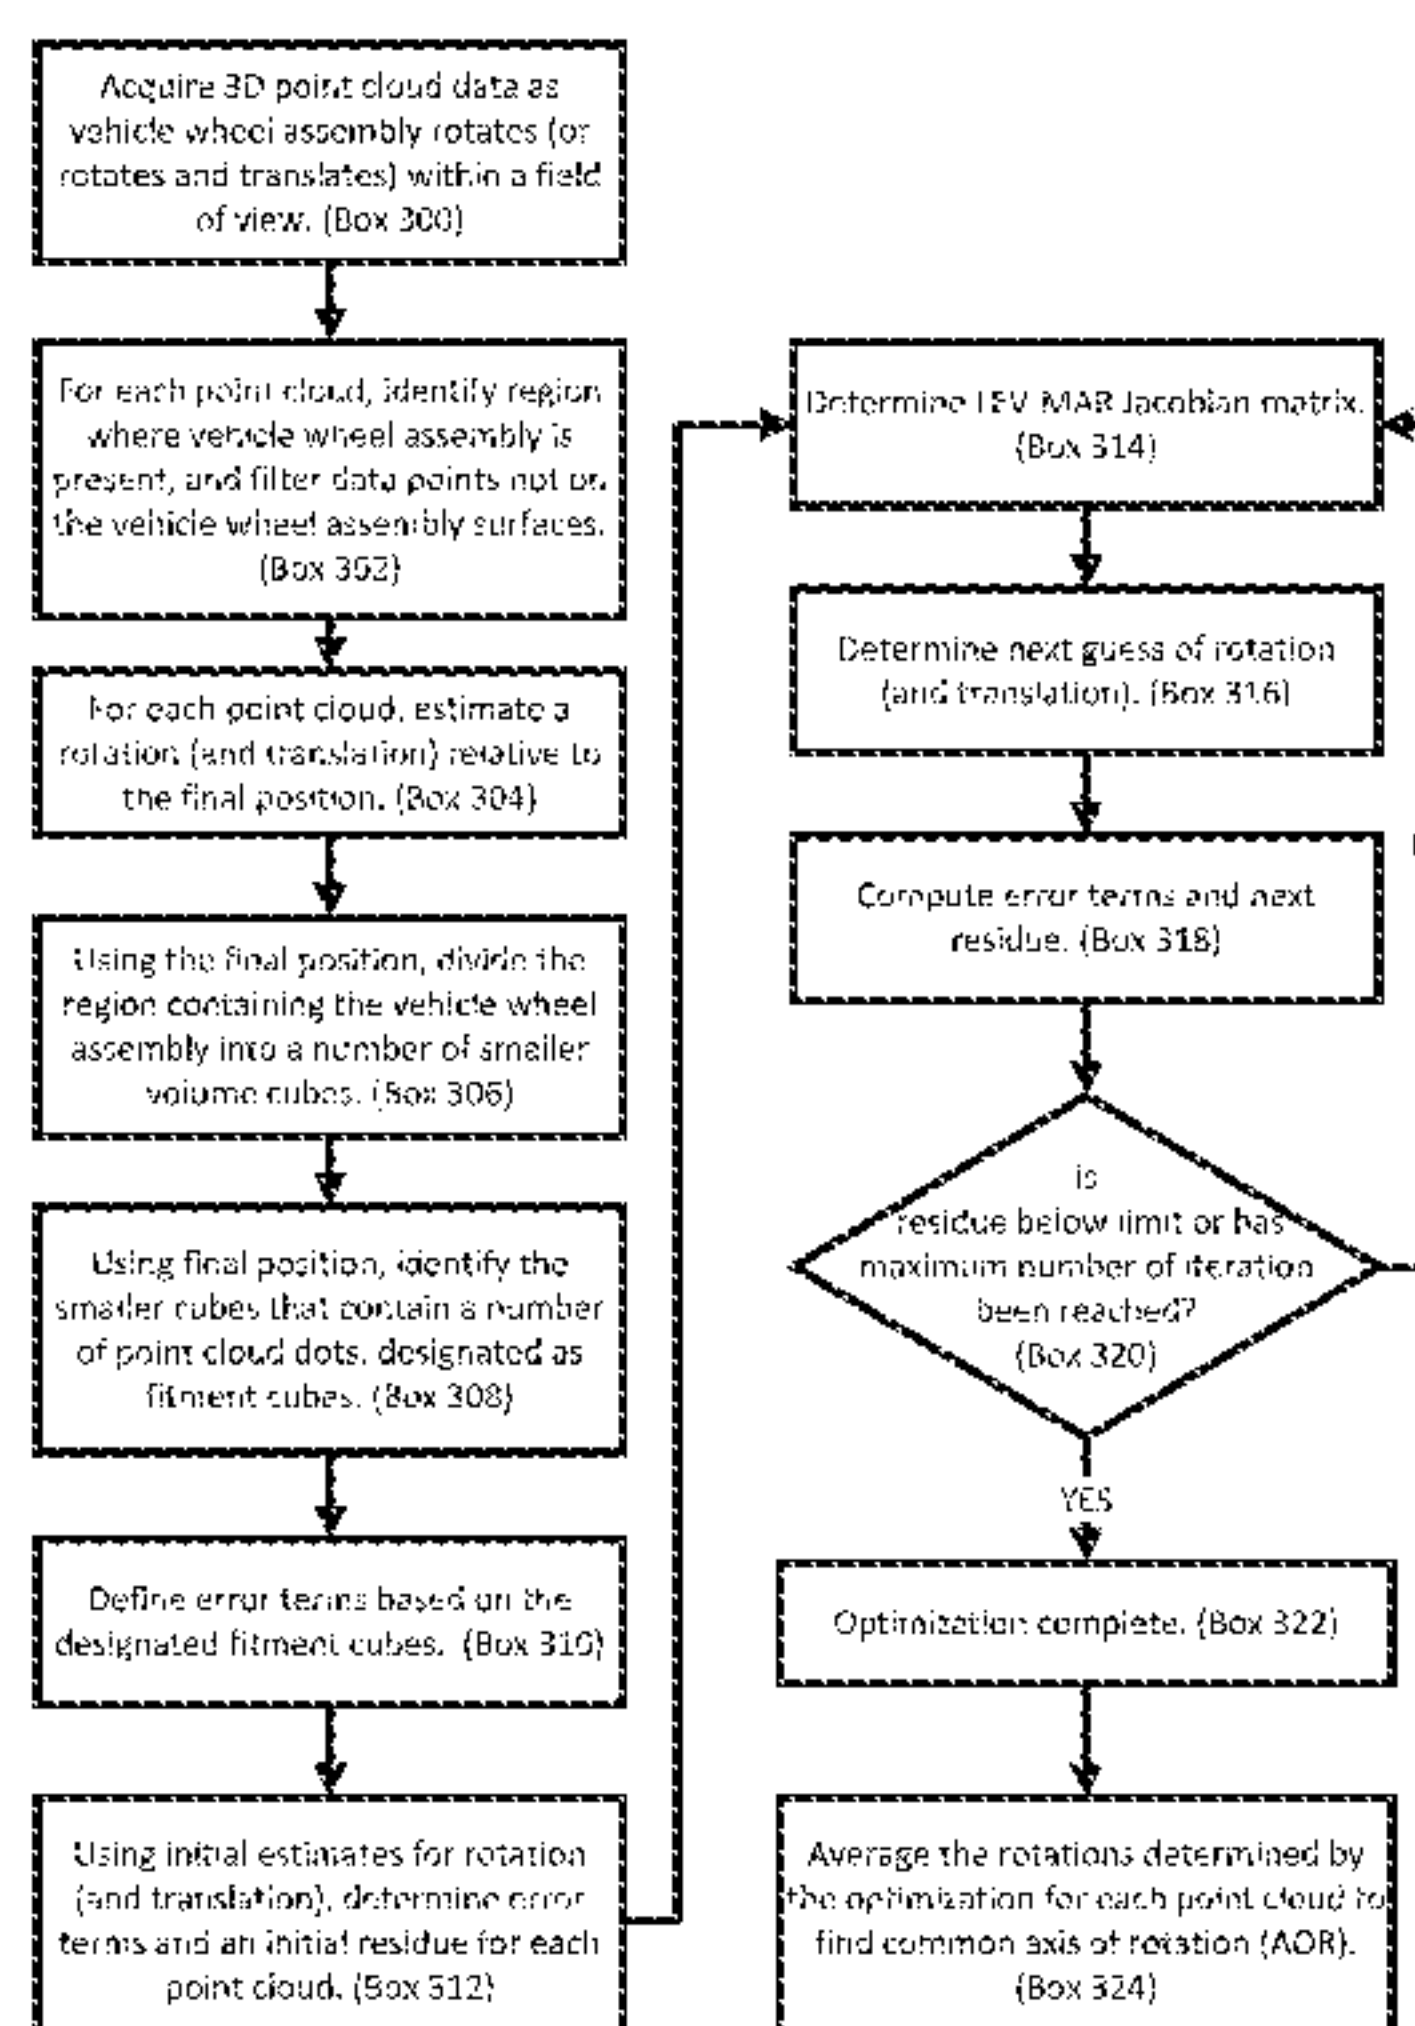 Acquire 3D point cloud data as
vehicle wheel assembly rotates (or
rotates and translates) within a field
of view. (Box 300)
For each point cloud, identify region
where vehicle wheel assembly is
present, and filter data points not on
the vehicle wheel assembly surfaces.
(Box 302)
For each point cloud, estimate a
rotation (and translation) relative to
the final position. (Box 304)
Using the final position, divide the
region containing the vehicle wheel
assembly into a number of smaller
volume cubes. (Box 306)
Using final position, identify the
smaller cubes that contain a number
of point cloud dots, designated as
fitment cubes. (Box 308)
Define error terms based on the
designated fitment cubes. (Box 310)
Using initial estimates for rotation
(and translation), determine error
terms and an initial residue for each
point cloud. (Box 312)
Determine LEV MAR Jacobian matrix.
(Box 314)
Determine next guess of rotation
(and translation). (Box 316)
Compute error terms and next
residue. (Box 318)
is
residue below limit or has
maximum number of iteration
been reached?
(Box 320)
YES
Optimization complete. (Box 322)
Average the rotations determined by
the optimization for each point cloud to
find common axis of rotation (AOR).
(Box 324)